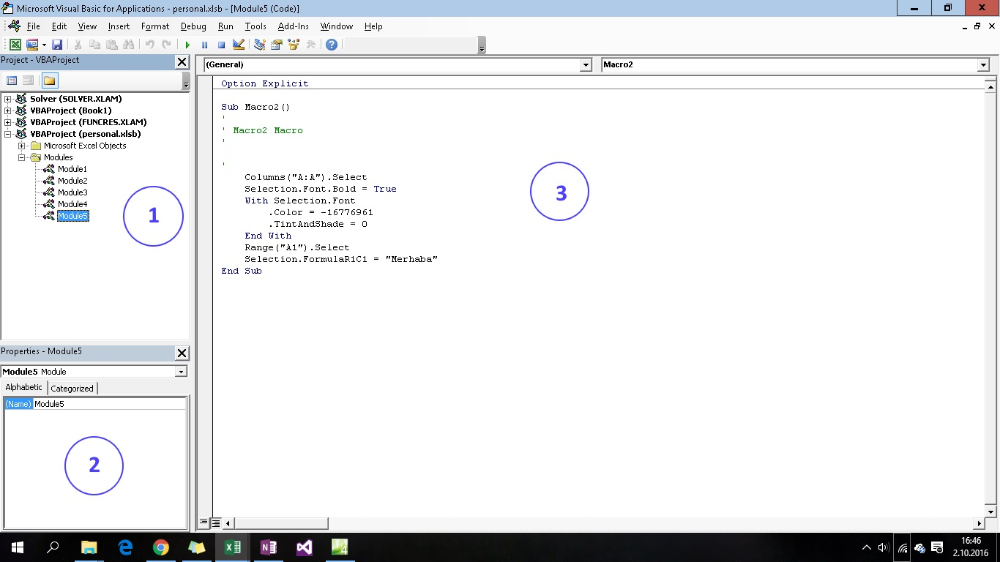 Microsoft Visual Basic for Applications - personal.xlsb - [Module5 (Code)]
File Edit View Insert Format Debug Run Tools Add-Ins Window Help
Project - VBAProject
Solver (SOLVER.XLAM)
VBAProject (Book1)
VBAProject (FUNCRES.XLAM)
VBAProject (personal.xlsb)
Microsoft Excel Objects
Modules
Module1
Module2
Module3
Module4
Module5
1
Properties - Module5
Module5 Module
Alphabetic Categorized
(Name) Module5
2
(General) Macro2
Option Explicit
Sub Macro2()
'
' Macro2 Macro
'
'
Columns("A:A").Select
Selection.Font.Bold = True
With Selection.Font
.Color = -16776961
.TintAndShade = 0
End With
Range("A1").Select
Selection.FormulaR1C1 = "Merhaba"
End Sub
3
16:46
2.10.2016